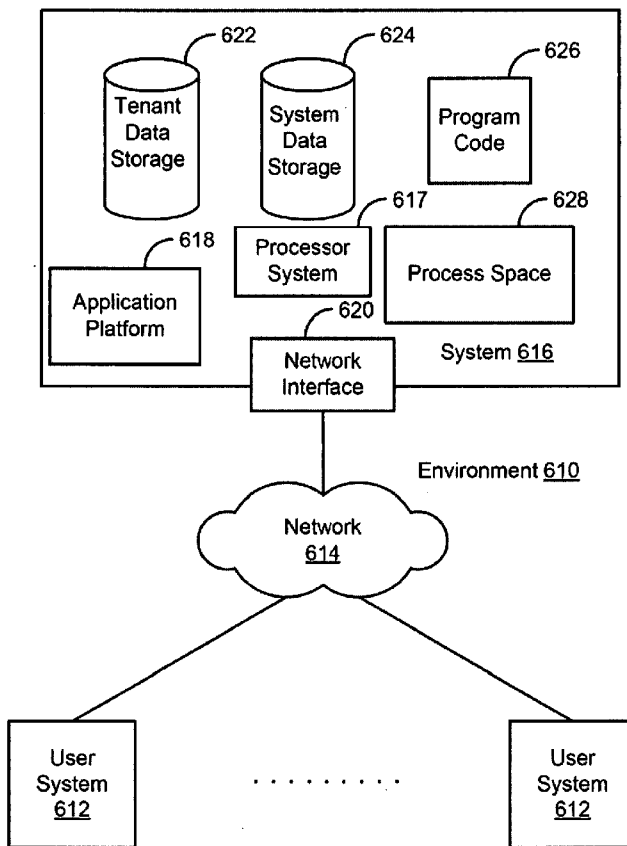 622
624
626
Tenant
Data
Storage
System
Data
Storage
Program
Code
617
628
618
Processor
System
Process Space
Application
Platform
620
Network
Interface
System 616
Environment 610
Network
614
User
System
612
. . . . . . . . .
User
System
612